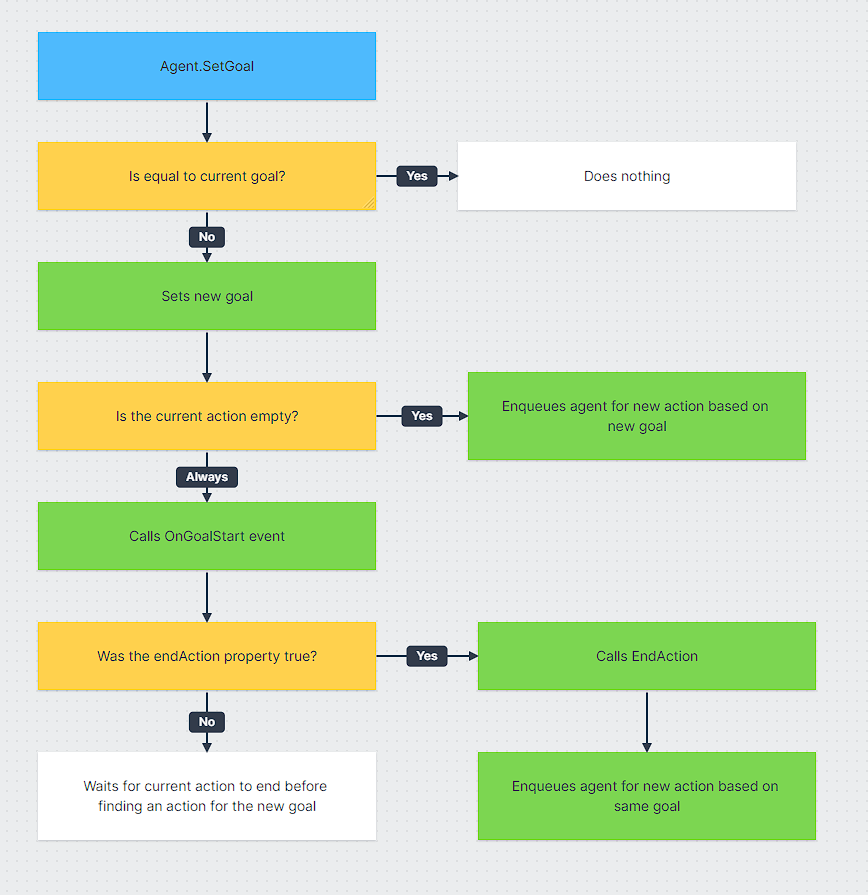 Agent.SetGoal
Is equal to current goal?
Yes
Does nothing
No
Sets new goal
Is the current action empty?
Yes
Enqueues agent for new action based on
new goal
Always
Calls OnGoalStart event
Was the endAction property true?
Yes
Calls EndAction
No
Waits for current action to end before
finding an action for the new goal
Enqueues agent for new action based on
same goal